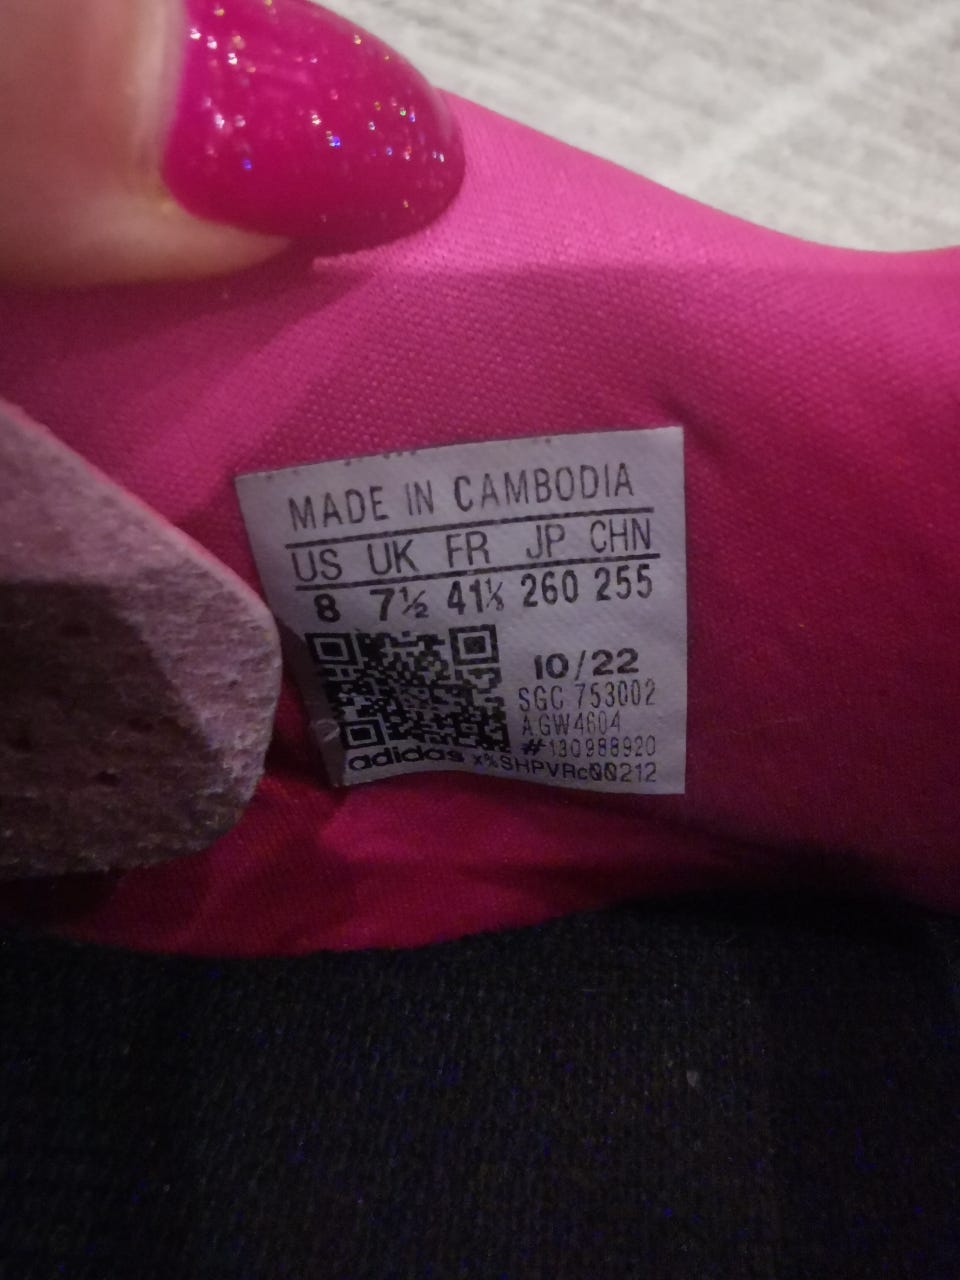 MADE IN CAMBODIA
US UK FR JP CHN
8 7½ 41⅓ 260 255
10/22
SGC 753002
A GW4604
#130988920
adidas x%SHPVRc00212